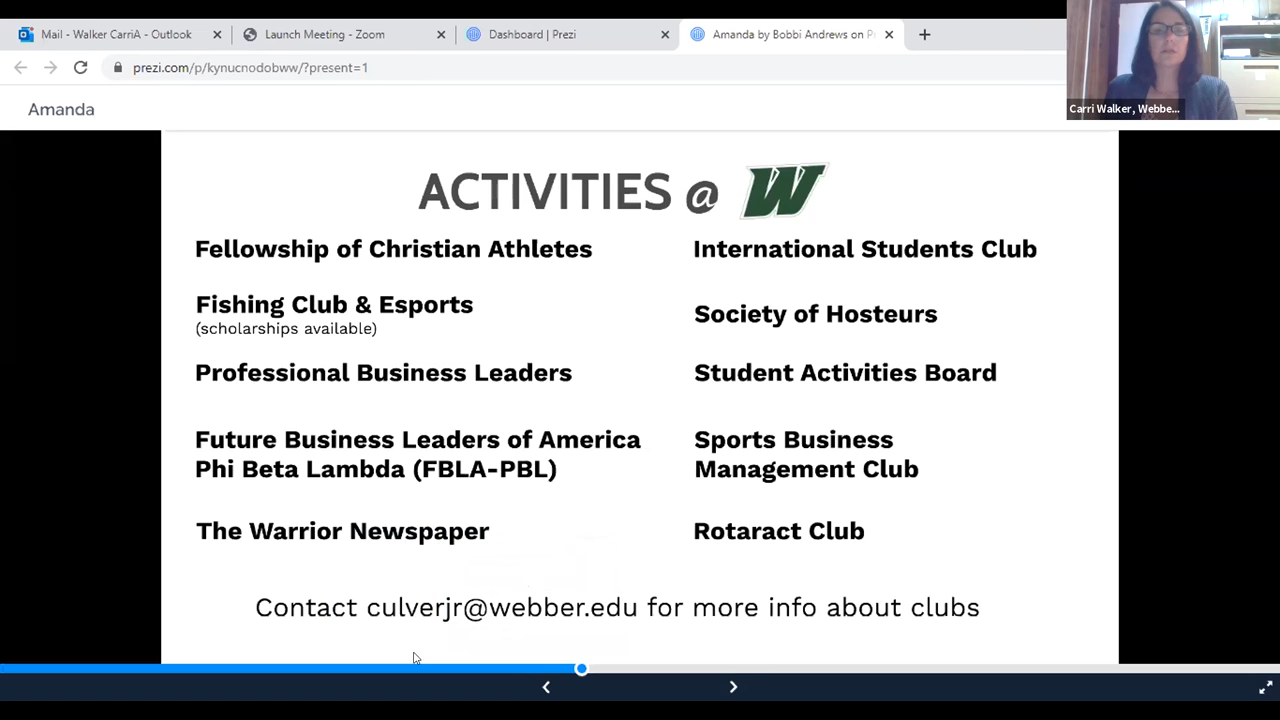 Mail - Walker CarriA - Outlook
Launch Meeting - Zoom
Dashboard | Prezi
Amanda by Bobbi Andrews on P
prezi.com/p/kynucnodobww/?present=1
Carri Walker, Webbe...
Amanda
ACTIVITIES @ W
Fellowship of Christian Athletes
Fishing Club & Esports
(scholarships available)
Professional Business Leaders
Future Business Leaders of America
Phi Beta Lambda (FBLA-PBL)
The Warrior Newspaper
International Students Club
Society of Hosteurs
Student Activities Board
Sports Business
Management Club
Rotaract Club
Contact culverjr@webber.edu for more info about clubs